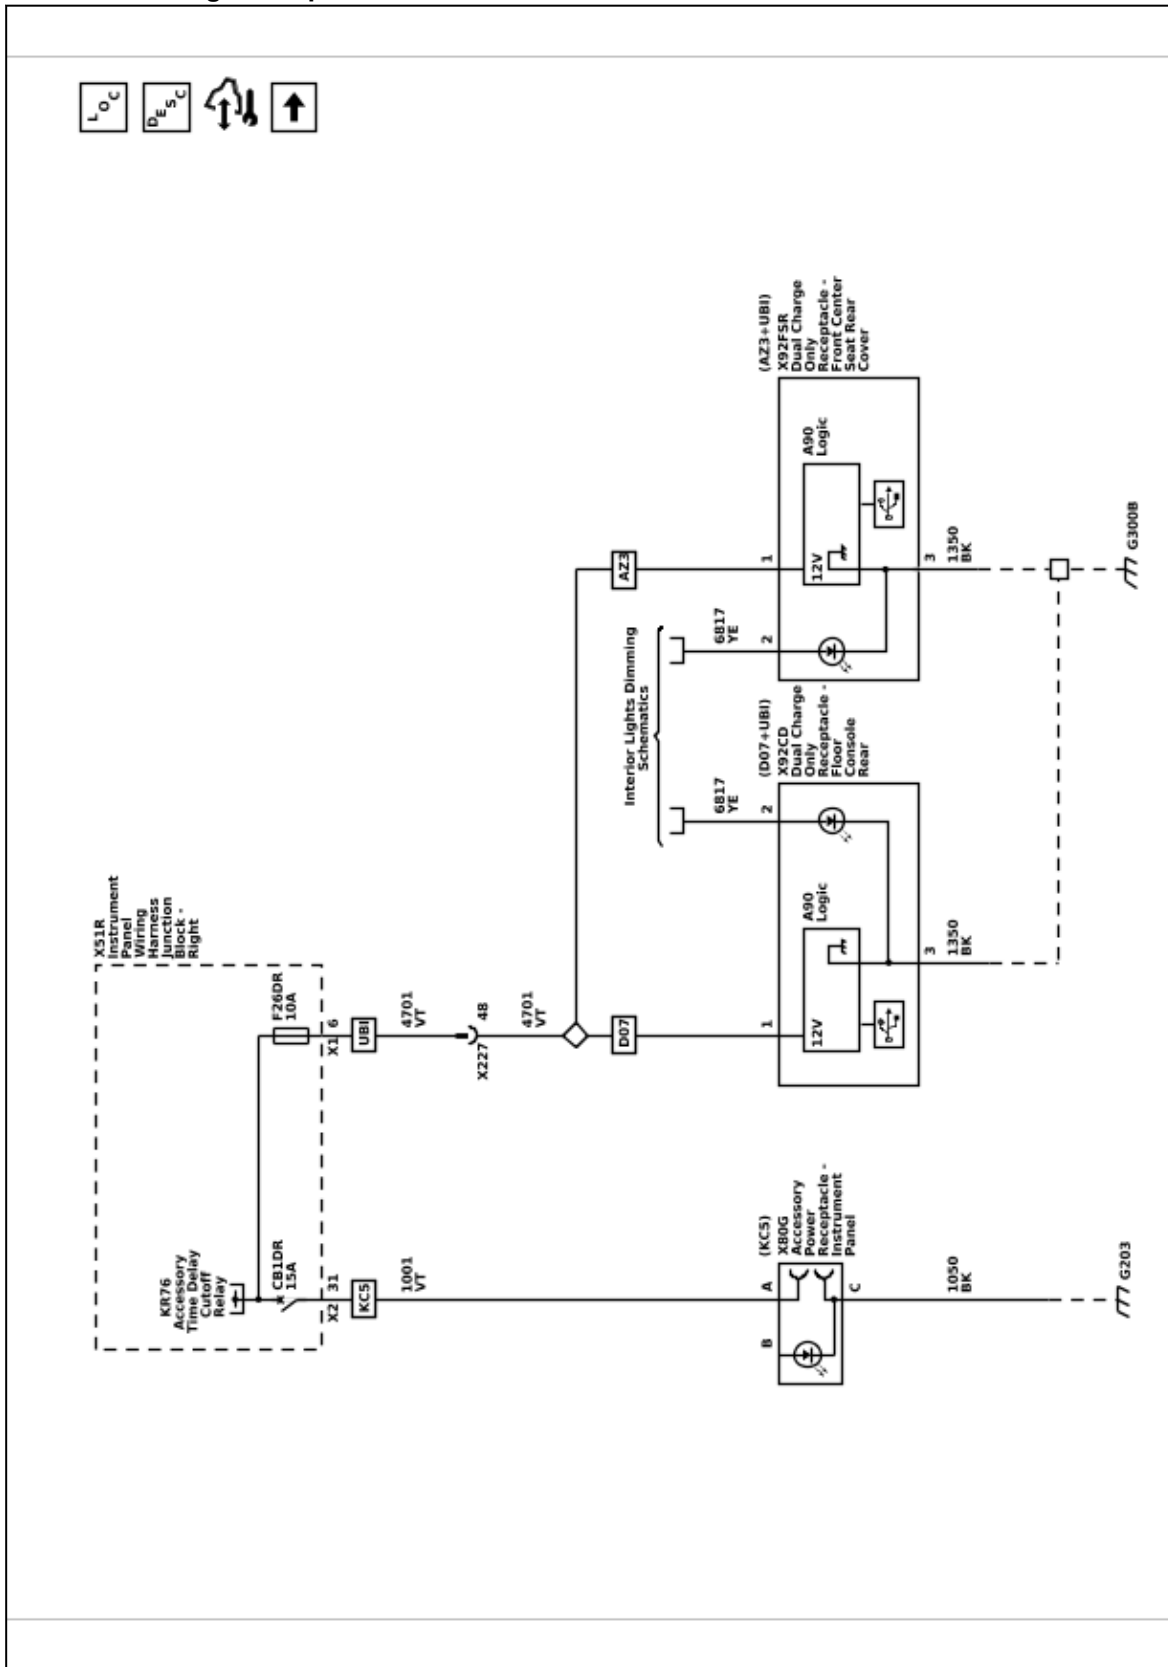 LOC
DESC
X51R
Instrument
Panel
Wiring
Harness
Junction
Block -
Right
KR76
Accessory
Time Delay
Cutoff
Relay
CB1DR
15A
F26DR
10A
X2 31
X1 6
KC5
UBI
1001
VT
4701
VT
X227 48
4701
VT
D07
AZ3
Interior Lights Dimming
Schematics
6817
YE
6817
YE
(KC5)
X80G
Accessory
Power
Receptacle -
Instrument
Panel
B A
C
(D07+UBI)
X92CD
Dual Charge
Only
Receptacle -
Floor
Console
Rear
1 2
A90
Logic
12V
3
(AZ3+UBI)
X92FSR
Dual Charge
Only
Receptacle -
Front Center
Seat Rear
Cover
2 1
A90
Logic
12V
3
1050
BK
1350
BK
1350
BK
G203
G300B